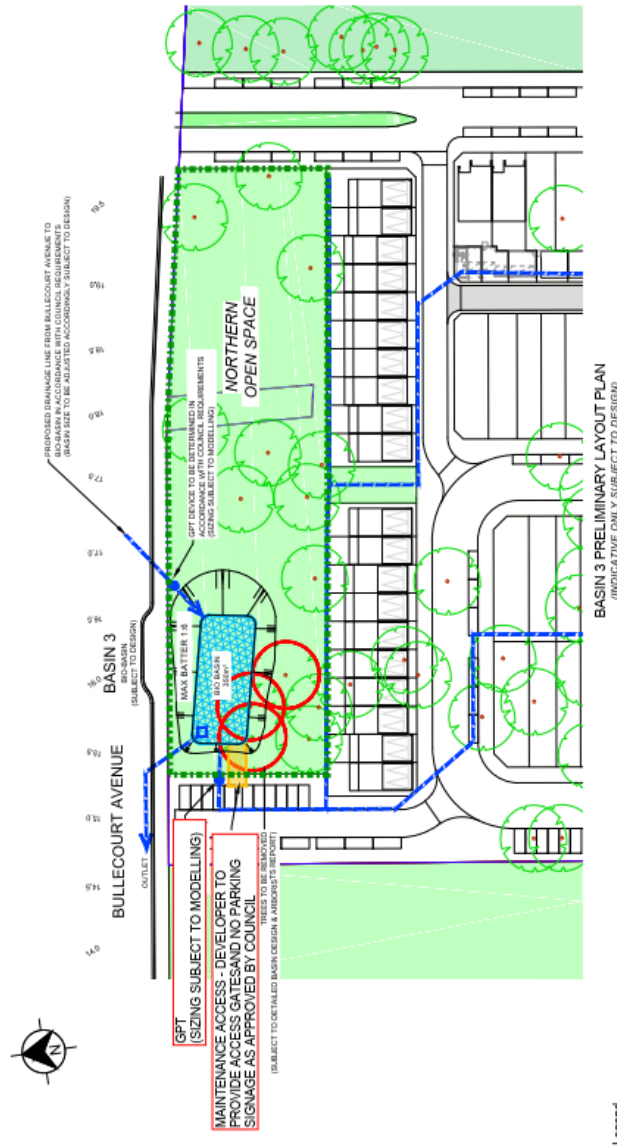 PROPOSED DRAINAGE LINE FROM BULLECOURT AVENUE TO
BIO-BASIN IN ACCORDANCE WITH COUNCIL REQUIREMENTS
(BASIN SIZE TO BE ADJUSTED ACCORDINGLY SUBJECT TO DESIGN)
BULLECOURT AVENUE
BASIN 3
BIO-BASIN
(SUBJECT TO DESIGN)
OUTLET
14.0
14.5
15.0
15.5
16.0
16.5
17.0
17.5
18.0
18.5
19.0
19.5
MAX BATTER 1:6
BIO BASIN
350m²
GPT DEVICE TO BE DETERMINED IN
ACCORDANCE WITH COUNCIL REQUIREMENTS
(SIZING SUBJECT TO MODELLING)
NORTHERN
OPEN SPACE
GPT
(SIZING SUBJECT TO MODELLING)
MAINTENANCE ACCESS - DEVELOPER TO
PROVIDE ACCESS GATESAND NO PARKING
SIGNAGE AS APPROVED BY COUNCIL
TREES TO BE REMOVED
(SUBJECT TO DETAILED BASIN DESIGN & ARBORISTS REPORT)
N
BASIN 3 PRELIMINARY LAYOUT PLAN
(INDICATIVE ONLY SUBJECT TO DESIGN)
Legend